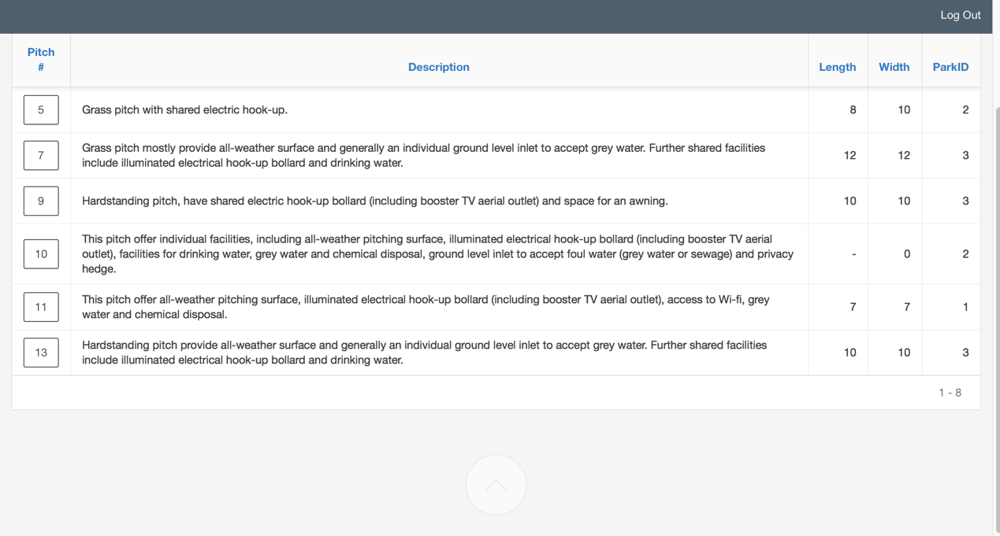 Log Out
Pitch
#
Description
Length
Width
ParkID
5
Grass pitch with shared electric hook-up.
8
10
2
7
Grass pitch mostly provide all-weather surface and generally an individual ground level inlet to accept grey water. Further shared facilities
include illuminated electrical hook-up bollard and drinking water.
12
12
3
9
Hardstanding pitch, have shared electric hook-up bollard (including booster TV aerial outlet) and space for an awning.
10
10
3
10
This pitch offer individual facilities, including all-weather pitching surface, illuminated electrical hook-up bollard (including booster TV aerial
outlet), facilities for drinking water, grey water and chemical disposal, ground level inlet to accept foul water (grey water or sewage) and privacy
hedge.
-
0
2
11
This pitch offer all-weather pitching surface, illuminated electrical hook-up bollard (including booster TV aerial outlet), access to Wi-fi, grey
water and chemical disposal.
7
7
1
13
Hardstanding pitch provide all-weather surface and generally an individual ground level inlet to accept grey water. Further shared facilities
include illuminated electrical hook-up bollard and drinking water.
10
10
3
1 - 8